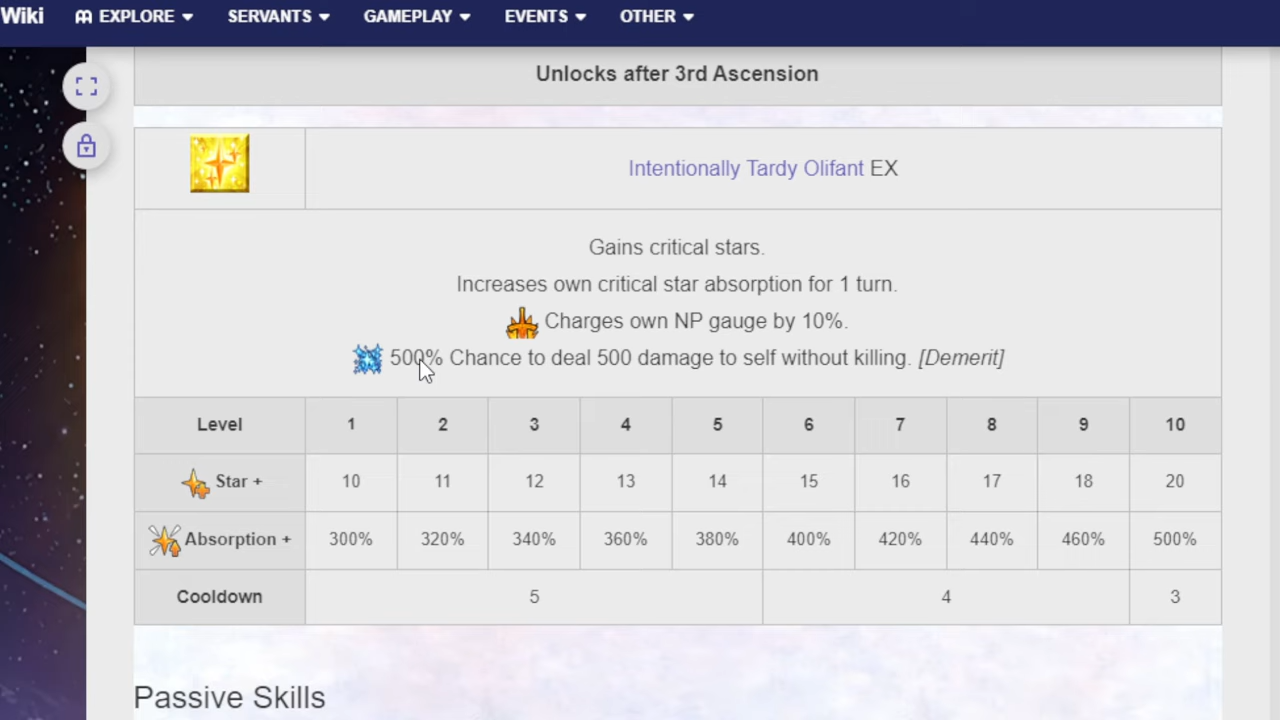 Wiki EXPLORE SERVANTS GAMEPLAY EVENTS OTHER
Unlocks after 3rd Ascension
Intentionally Tardy Olifant EX
Gains critical stars.
Increases own critical star absorption for 1 turn.
Charges own NP gauge by 10%.
500% Chance to deal 500 damage to self without killing. [Demerit]
Level 1 2 3 4 5 6 7 8 9 10
Star + 10 11 12 13 14 15 16 17 18 20
Absorption + 300% 320% 340% 360% 380% 400% 420% 440% 460% 500%
Cooldown 5 4 3
Passive Skills